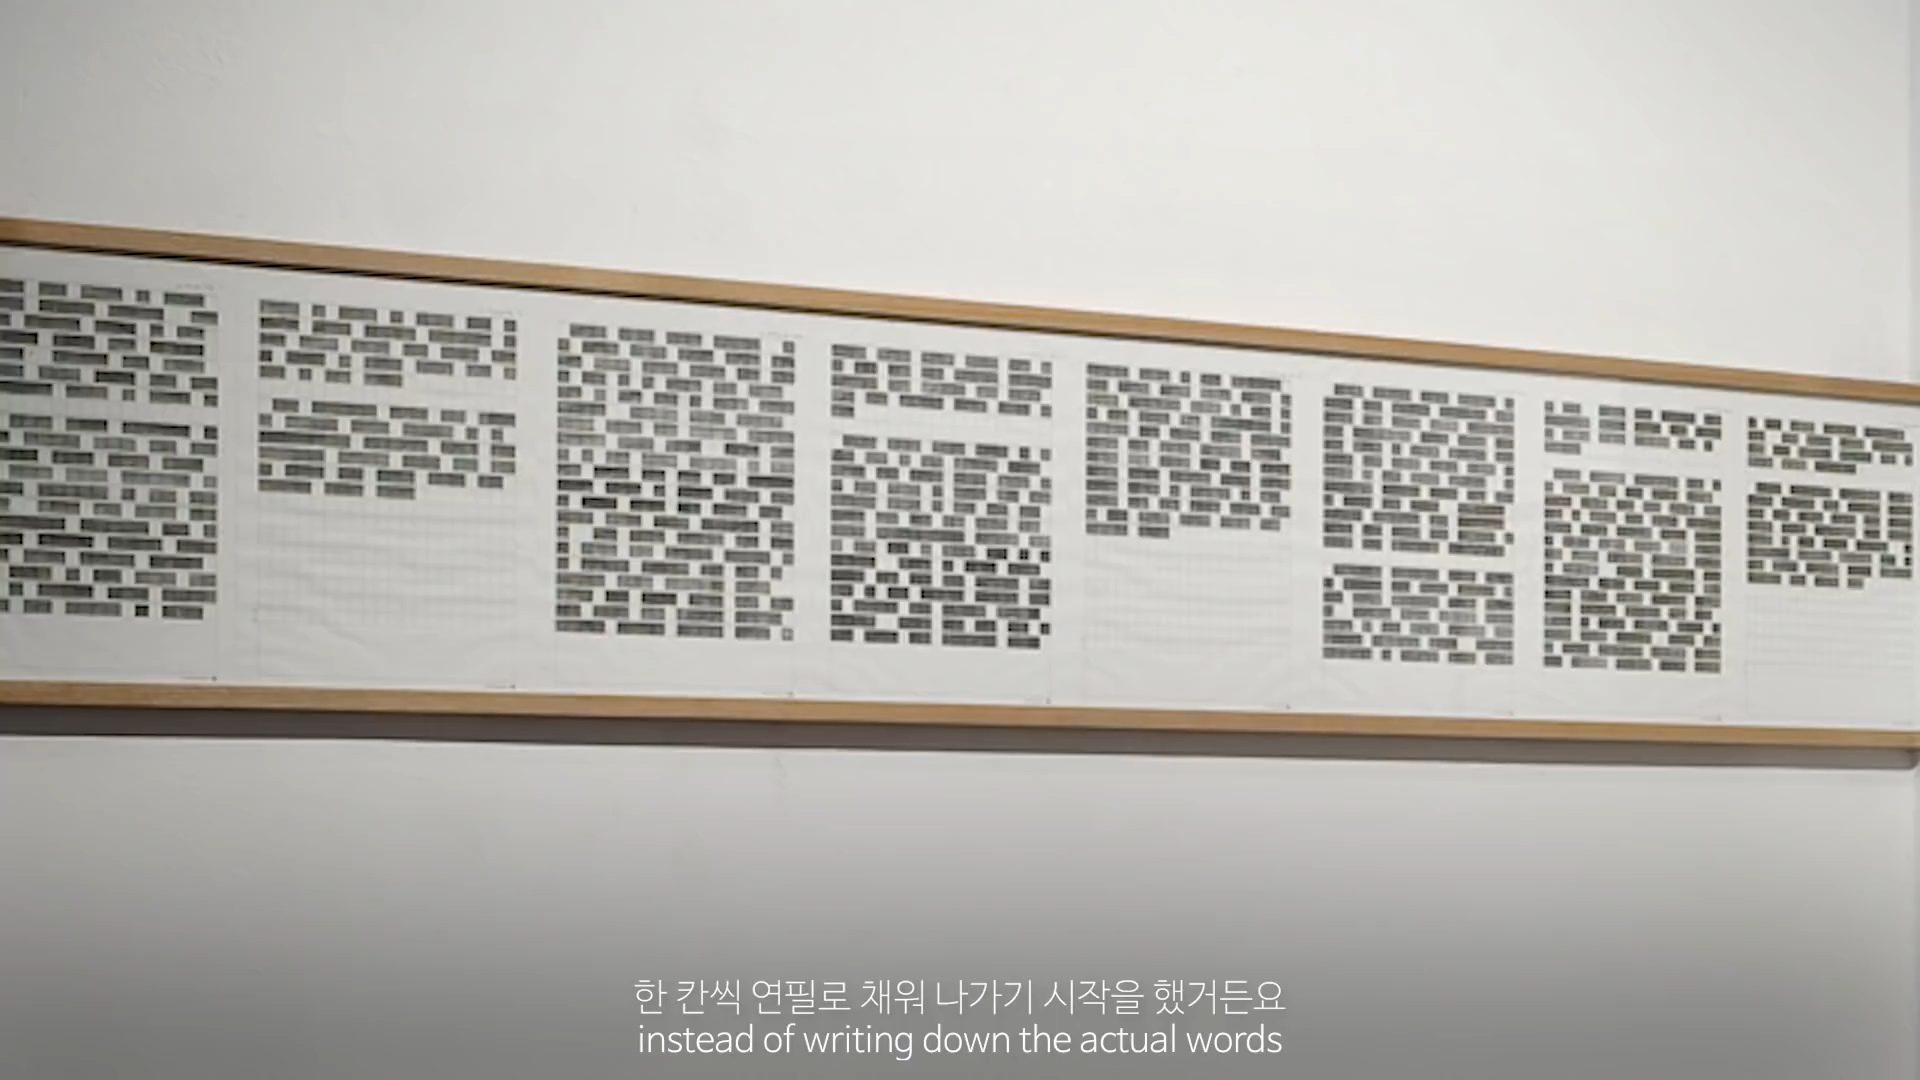 한 칸씩 연필로 채워 나가기 시작을 했거든요
instead of writing down the actual words